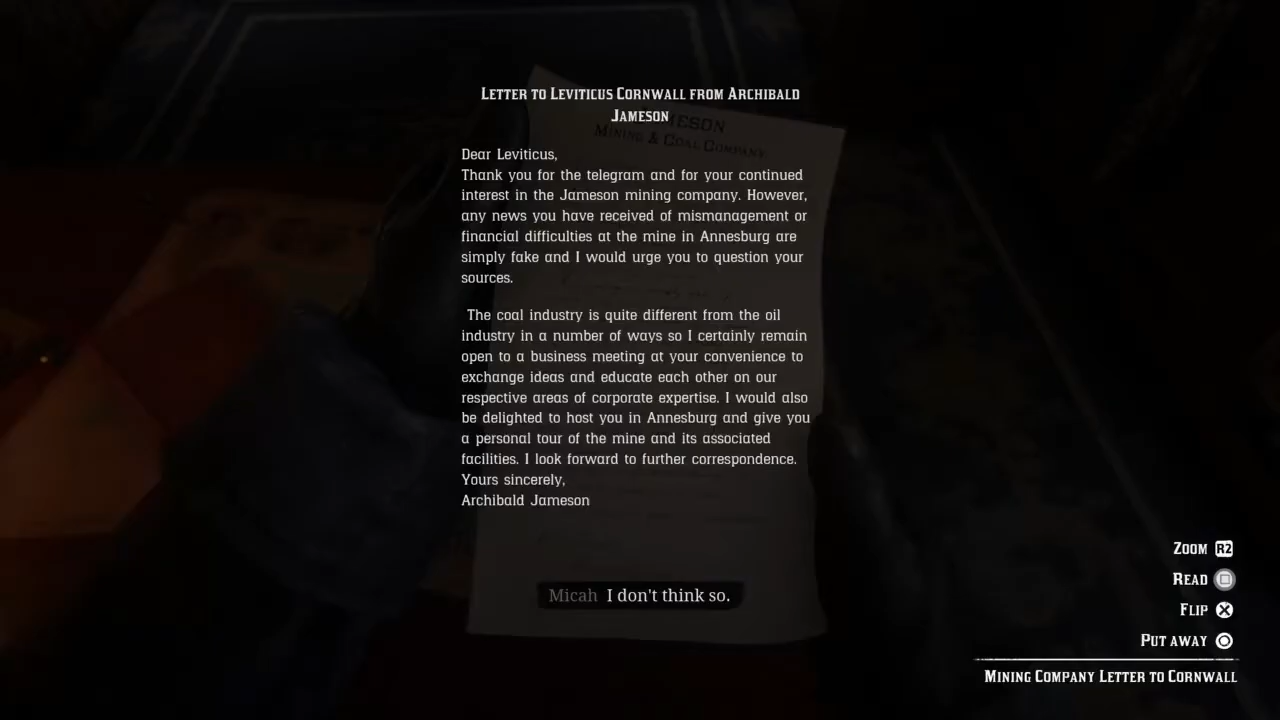 Letter to Leviticus Cornwall from Archibald
Jameson
Jameson
Mining & Coal Company
Dear Leviticus,
Thank you for the telegram and for your continued
interest in the Jameson mining company. However,
any news you have received of mismanagement or
financial difficulties at the mine in Annesburg are
simply fake and I would urge you to question your
sources.
The coal industry is quite different from the oil
industry in a number of ways so I certainly remain
open to a business meeting at your convenience to
exchange ideas and educate each other on our
respective areas of corporate expertise. I would also
be delighted to host you in Annesburg and give you
a personal tour of the mine and its associated
facilities. I look forward to further correspondence.
Yours sincerely,
Archibald Jameson
Micah I don't think so.
Zoom R2
Read
Flip
Put away
Mining Company Letter to Cornwall